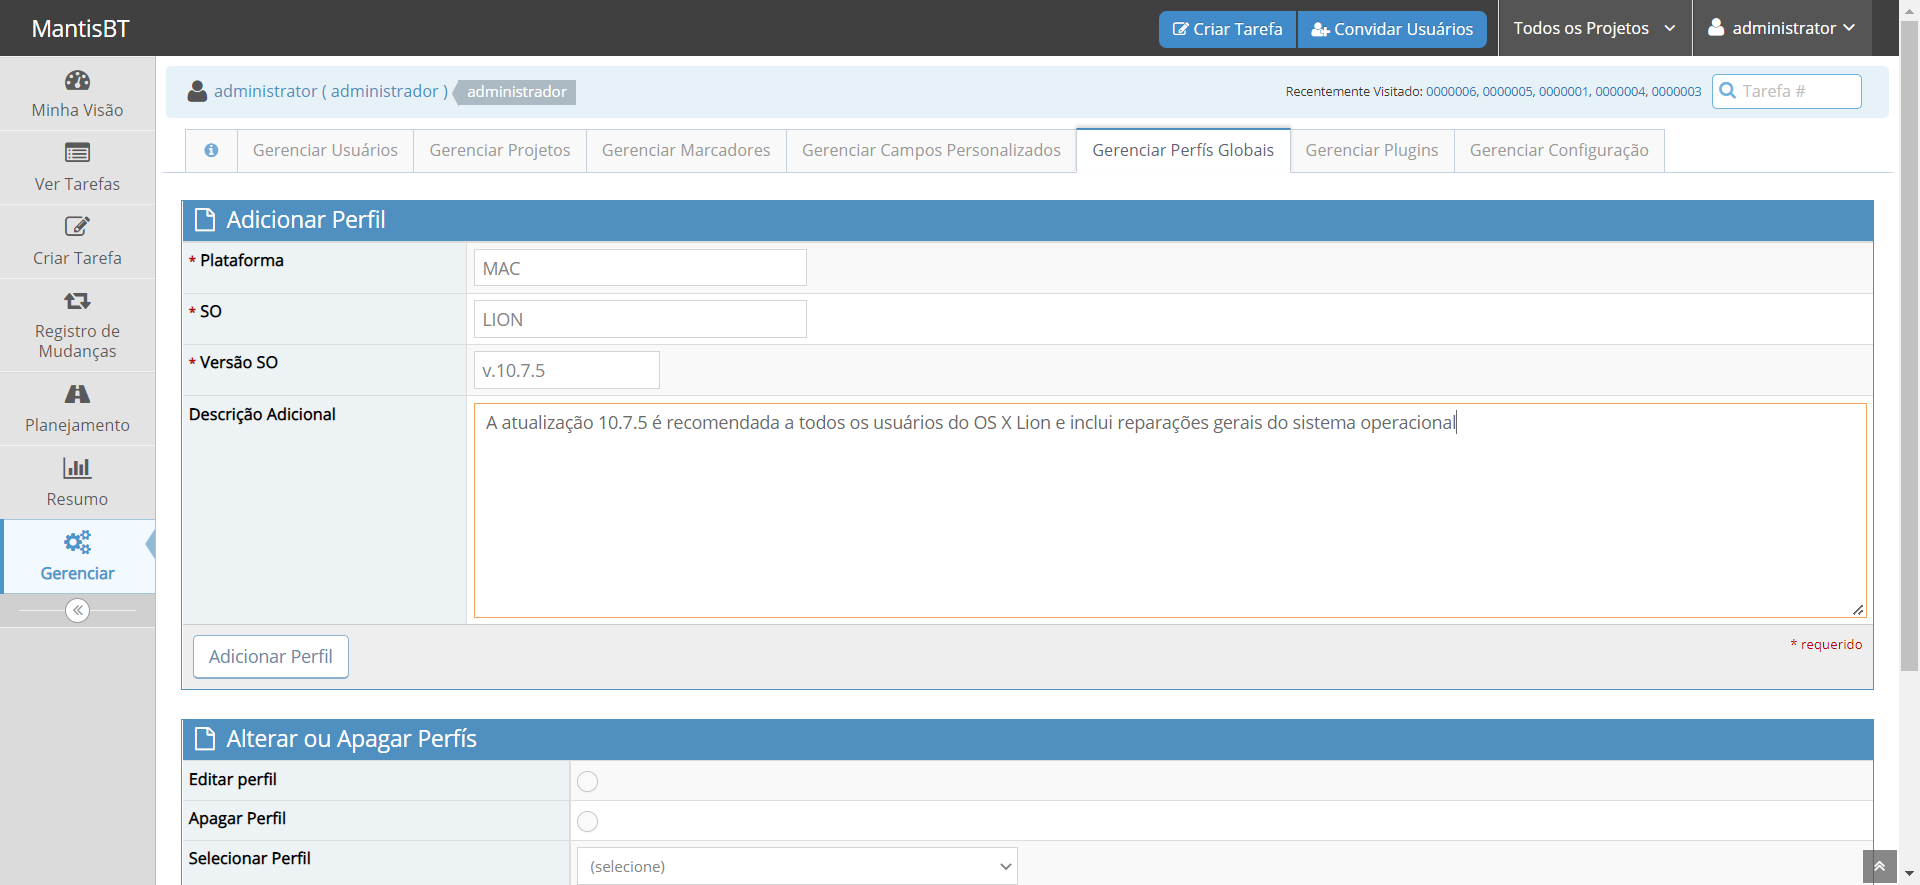 MantisBT
Criar Tarefa
Convidar Usuários
Todos os Projetos
administrator
Minha Visão
Ver Tarefas
Criar Tarefa
Registro de
Mudanças
Planejamento
Resumo
Gerenciar
administrator ( administrador )
administrador
Recentemente Visitado: 0000006, 0000005, 0000001, 0000004, 0000003
Tarefa #
Gerenciar Usuários
Gerenciar Projetos
Gerenciar Marcadores
Gerenciar Campos Personalizados
Gerenciar Perfís Globais
Gerenciar Plugins
Gerenciar Configuração
Adicionar Perfil
* Plataforma
MAC
* SO
LION
* Versão SO
v.10.7.5
Descrição Adicional
A atualização 10.7.5 é recomendada a todos os usuários do OS X Lion e inclui reparações gerais do sistema operacional
Adicionar Perfil
* requerido
Alterar ou Apagar Perfís
Editar perfil
Apagar Perfil
Selecionar Perfil
(selecione)